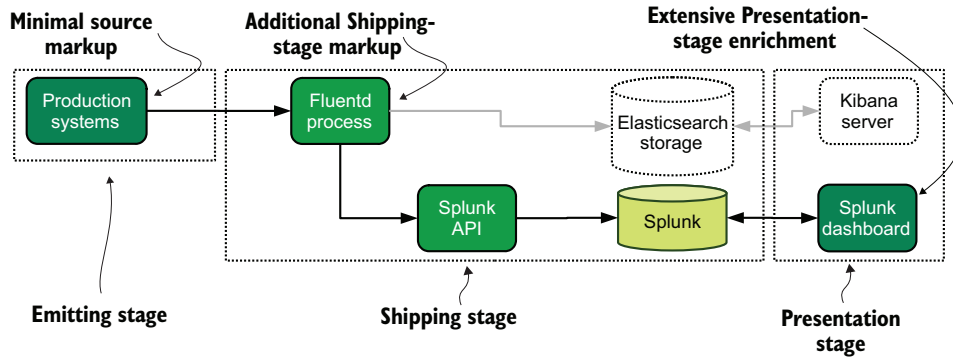 Minimal source
markup
Additional Shipping-
stage markup
Extensive Presentation-
stage enrichment
Production
systems
Fluentd
process
Elasticsearch
storage
Kibana
server
Splunk
API
Splunk
Splunk
dashboard
Emitting stage
Shipping stage
Presentation
stage